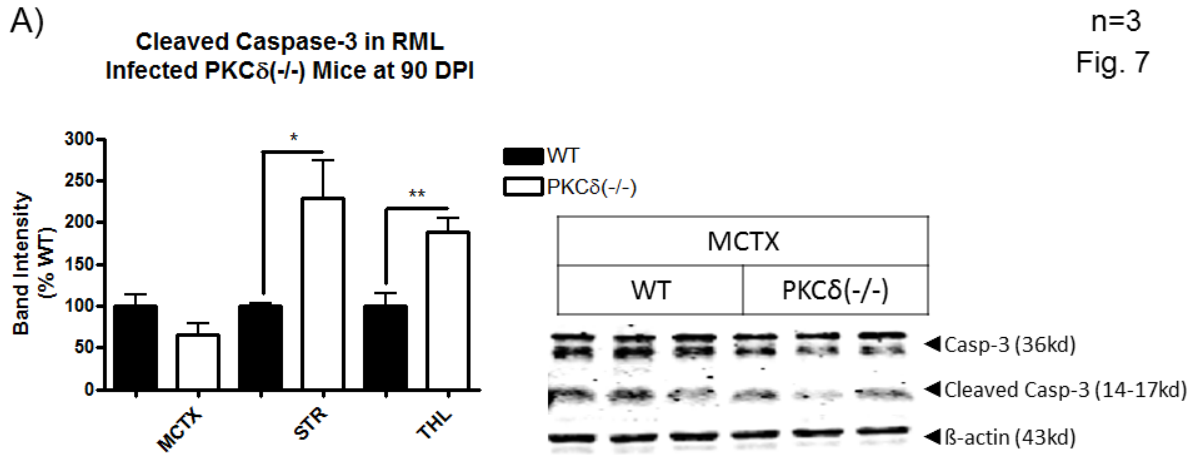 A)
Cleaved Caspase-3 in RML
Infected PKCδ(-/-) Mice at 90 DPI
n=3
Fig. 7
Band Intensity
(% WT)
300
250
200
150
100
50
0
*
**
MCTX
STR
THL
WT
PKCδ(-/-)
MCTX
WT
PKCδ(-/-)
◄Casp-3 (36kd)
◄Cleaved Casp-3 (14-17kd)
◄ß-actin (43kd)